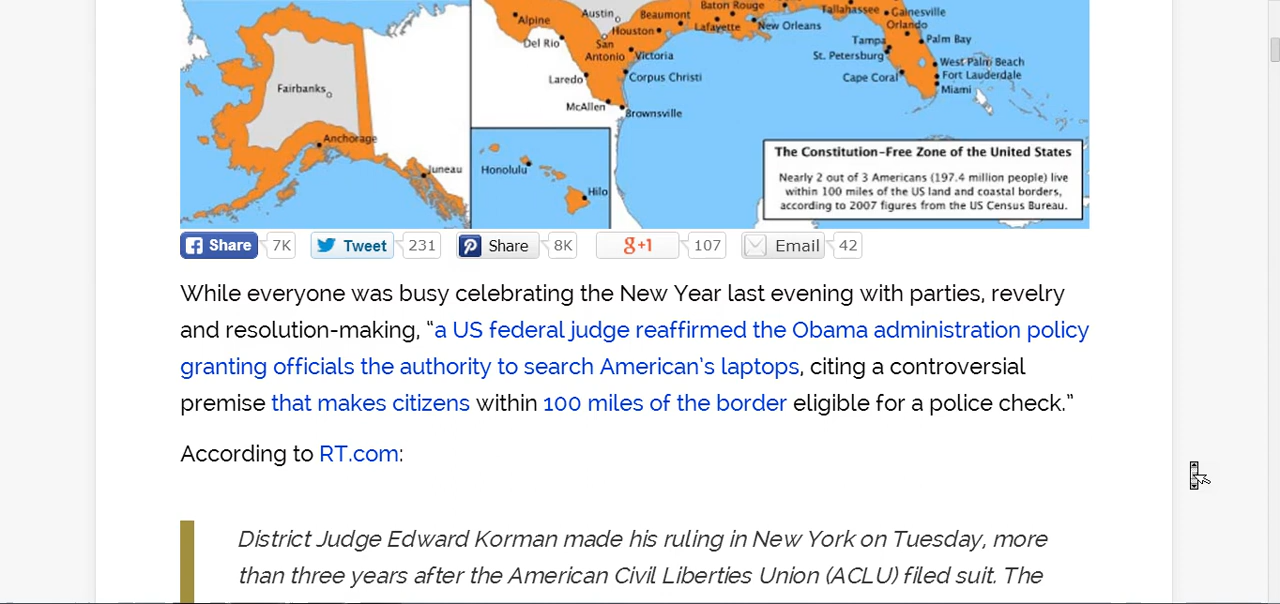 Austin
Baton Rouge
Tallahassee
Gainesville
Alpine
Beaumont
Orlando
Houston
Lafayette
New Orleans
Del Rio
San Antonio
Victoria
Tampa
Palm Bay
St. Petersburg
Laredo
Corpus Christi
West Palm Beach
Cape Coral
Fort Lauderdale
Fairbanks
Miami
McAllen
Brownsville
Anchorage
Juneau
Honolulu
Hilo
The Constitution-Free Zone of the United States
Nearly 2 out of 3 Americans (197.4 million people) live
within 100 miles of the US land and coastal borders,
according to 2007 figures from the US Census Bureau.
Share 7K Tweet 231 Share 8K g+1 107 Email 42
While everyone was busy celebrating the New Year last evening with parties, revelry
and resolution-making, “a US federal judge reaffirmed the Obama administration policy
granting officials the authority to search American’s laptops, citing a controversial
premise that makes citizens within 100 miles of the border eligible for a police check.”
According to RT.com:
District Judge Edward Korman made his ruling in New York on Tuesday, more
than three years after the American Civil Liberties Union (ACLU) filed suit. The